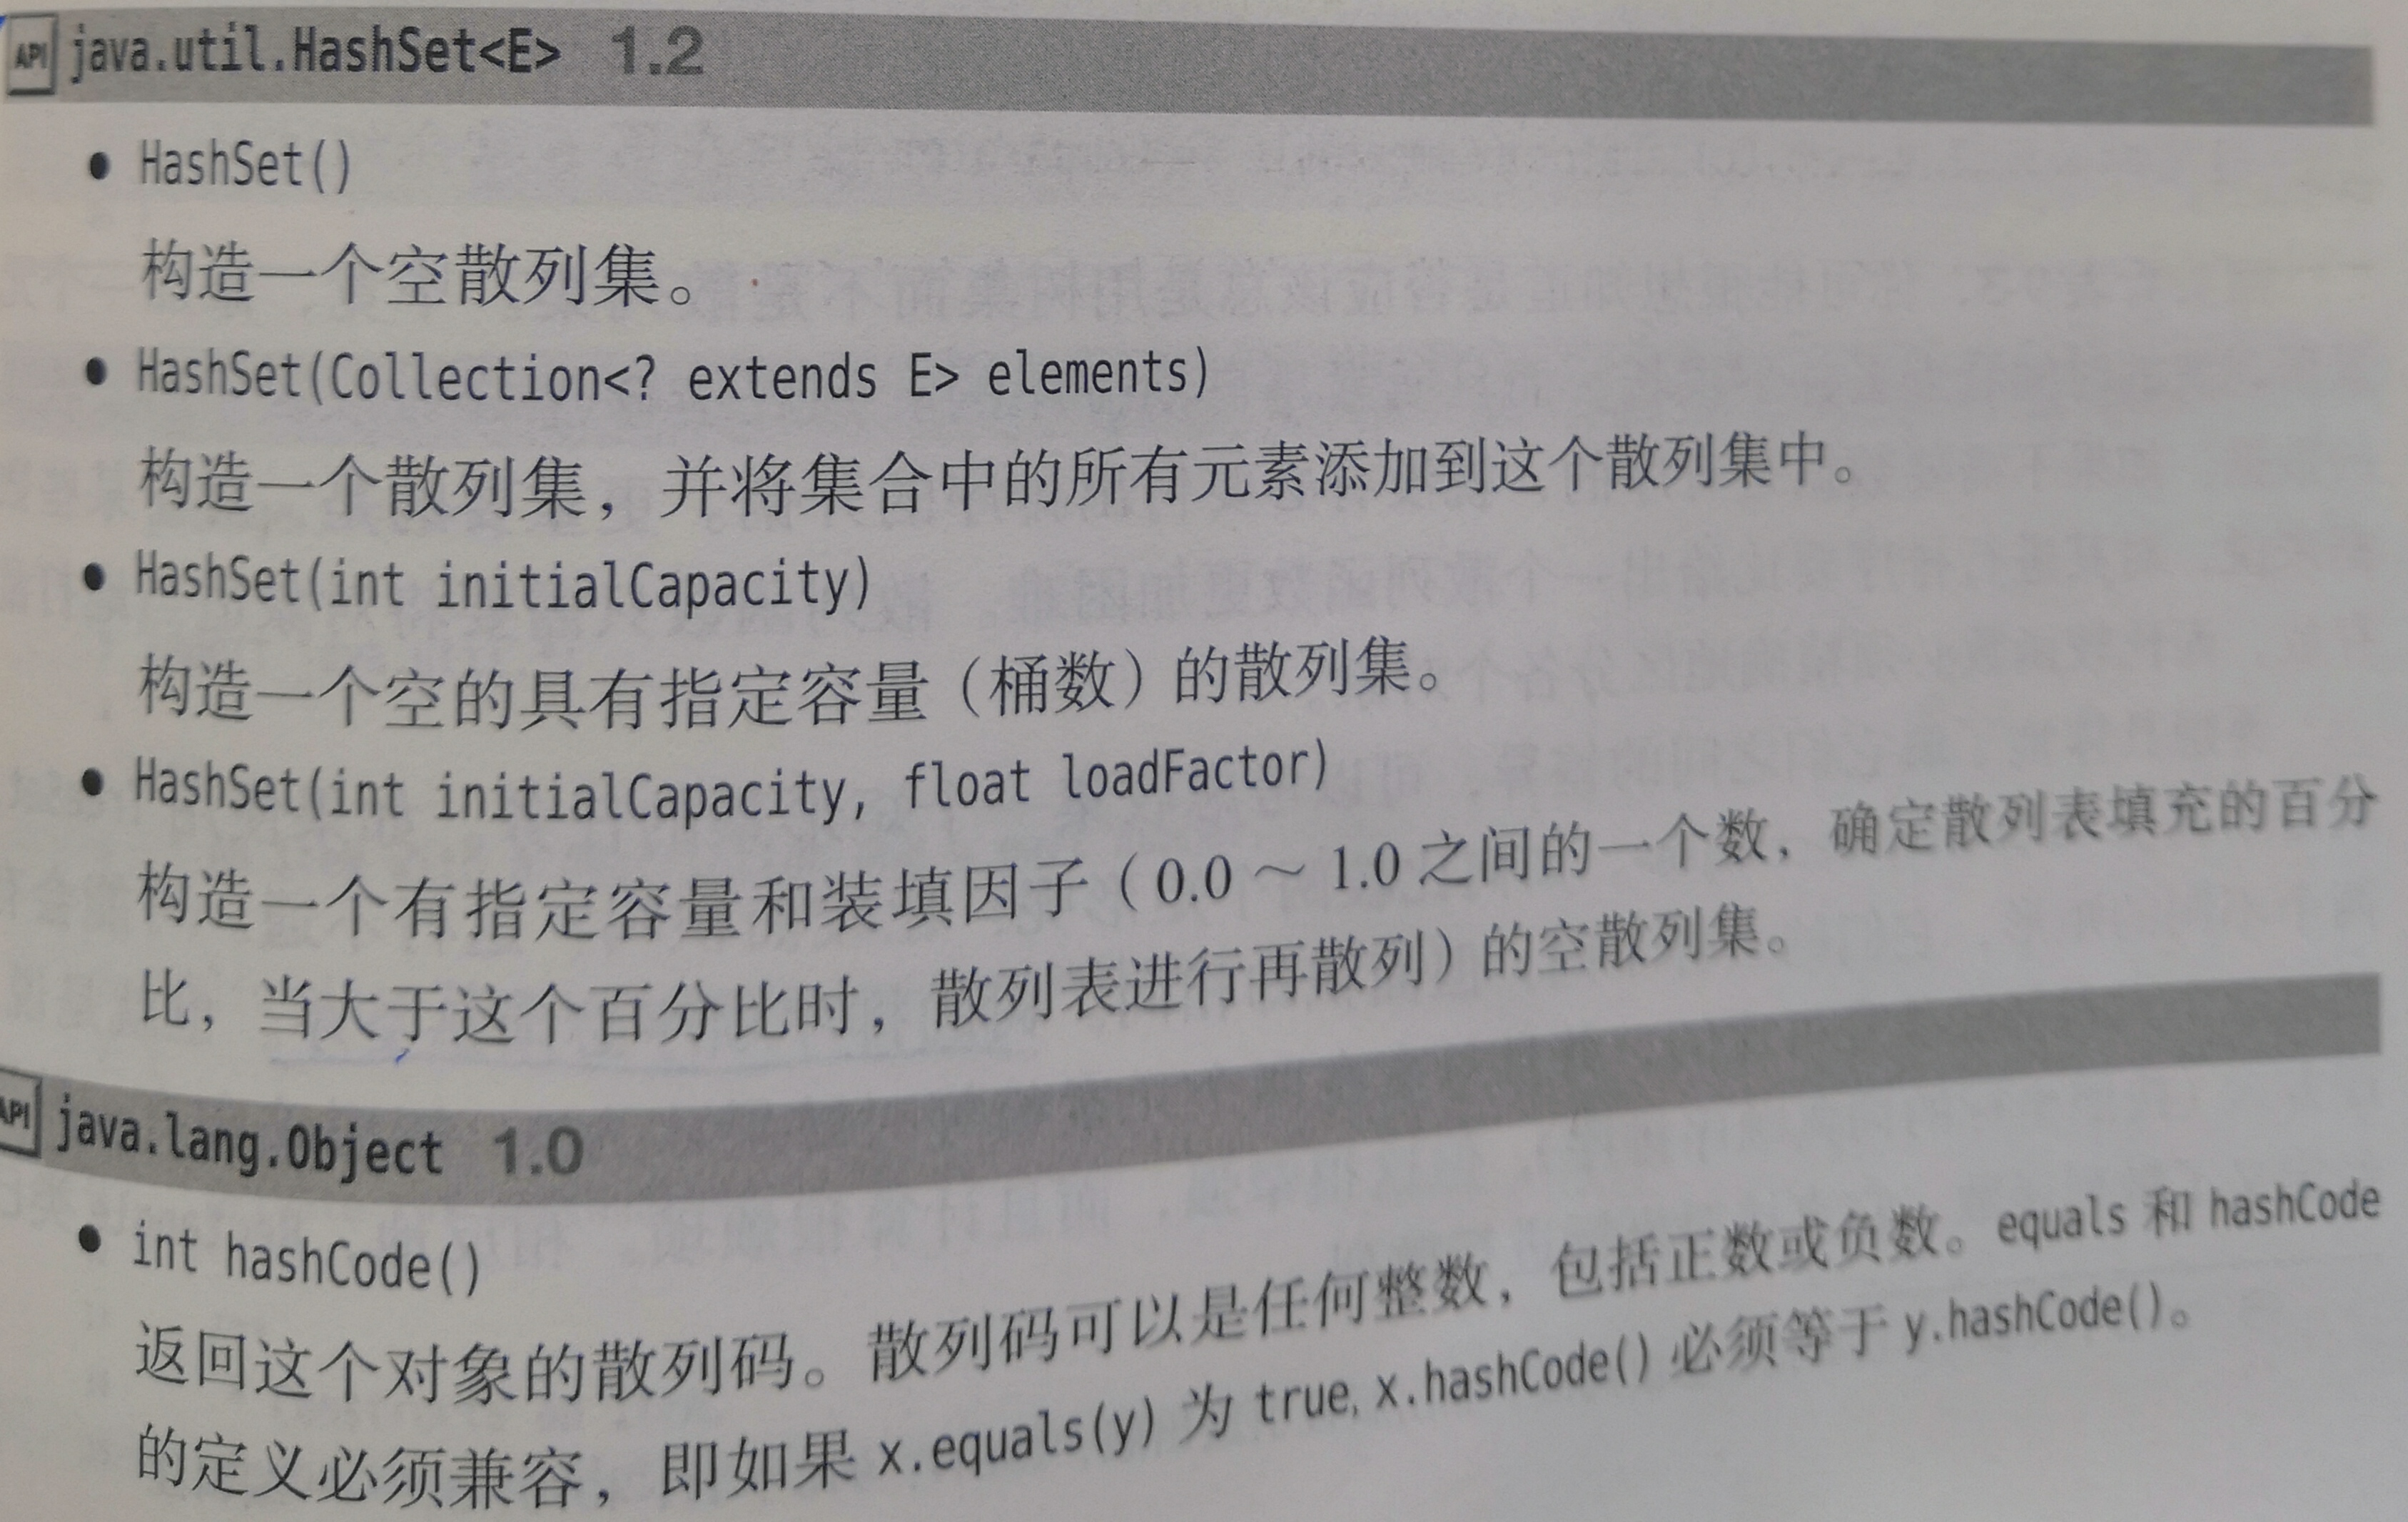 API java.util.HashSet<E> 1.2
• HashSet()
构造一个空散列集。
• HashSet(Collection<? extends E> elements)
构造一个散列集，并将集合中的所有元素添加到这个散列集中。
• HashSet(int initialCapacity)
构造一个空的具有指定容量（桶数）的散列集。
• HashSet(int initialCapacity, float loadFactor)
构造一个有指定容量和装填因子（0.0 ～ 1.0 之间的一个数，确定散列表填充的百分
比，当大于这个百分比时，散列表进行再散列）的空散列集。
API java.lang.Object 1.0
• int hashCode()
返回这个对象的散列码。散列码可以是任何整数，包括正数或负数。equals 和 hashCode
的定义必须兼容，即如果 x.equals(y) 为 true, x.hashCode() 必须等于 y.hashCode()。